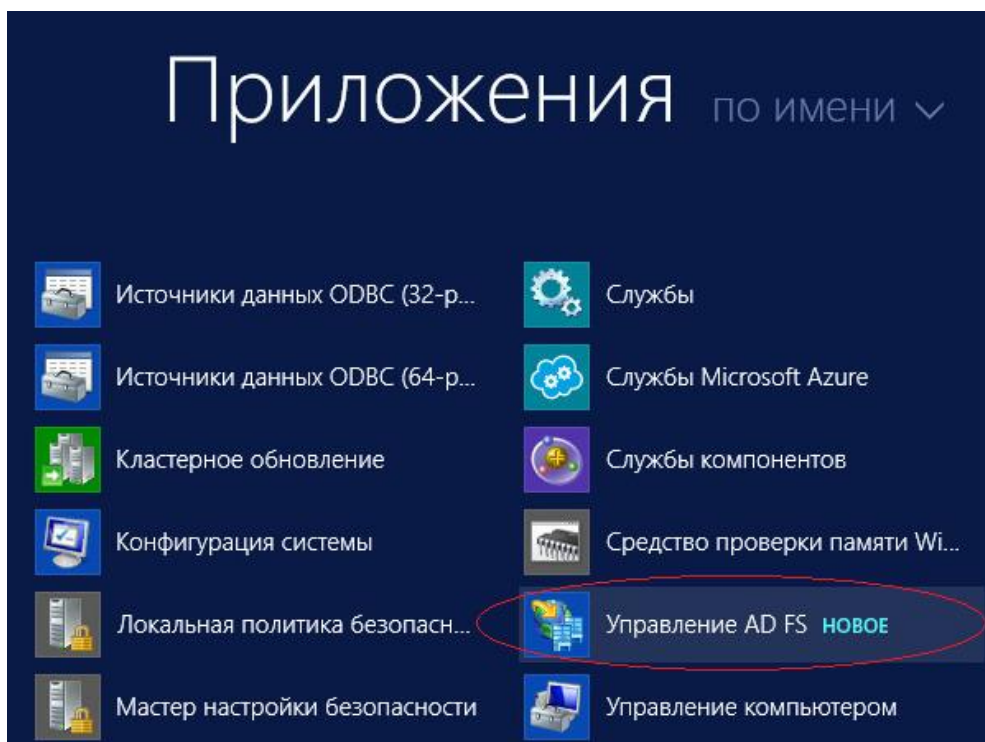 Приложения по имени
Источники данных ODBC (32-р...
Источники данных ODBC (64-р...
Кластерное обновление
Конфигурация системы
Локальная политика безопасн...
Мастер настройки безопасности
Службы
Службы Microsoft Azure
Службы компонентов
Средство проверки памяти Wi...
Управление AD FS НОВОЕ
Управление компьютером